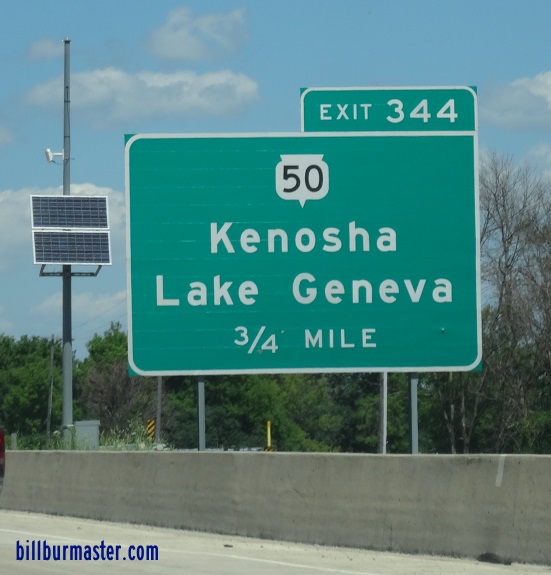 EXIT 344
50
Kenosha
Lake Geneva
3/4 MILE
billburmaster.com